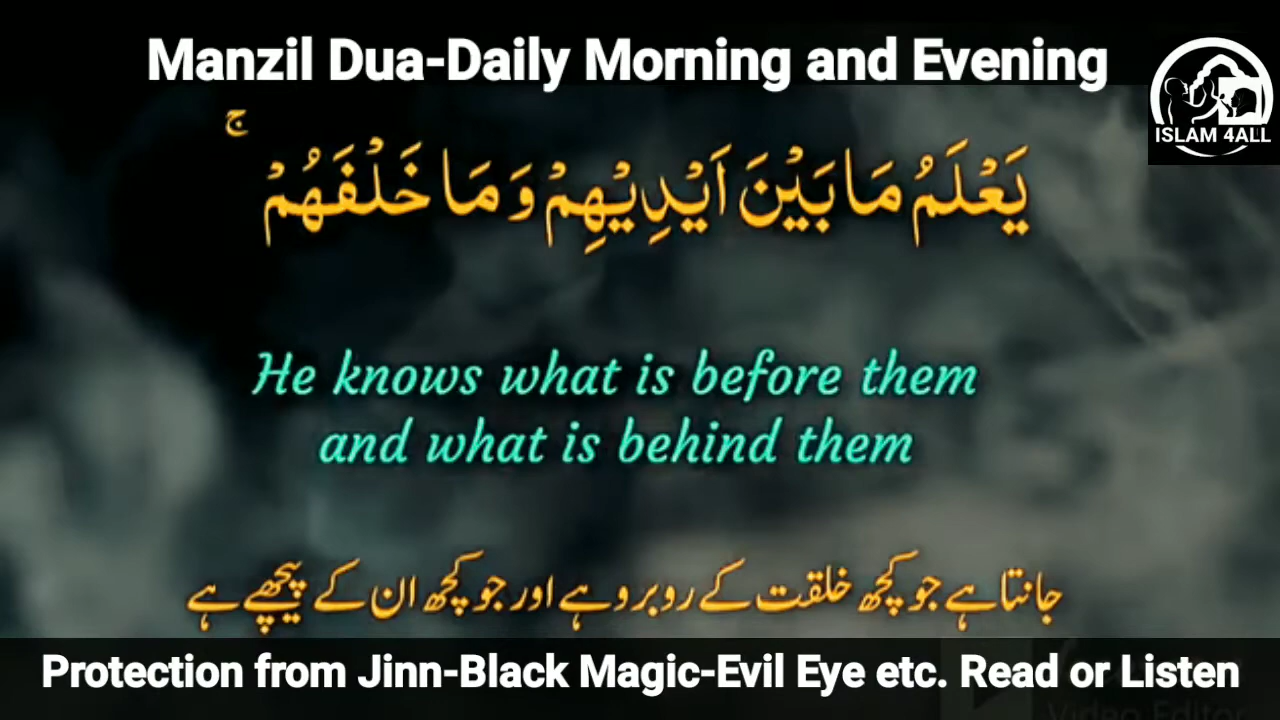 Manzil Dua-Daily Morning and Evening
ISLAM 4ALL
يَعْلَمُ مَا بَيْنَ اَيْدِيْهِمْ وَمَا خَلْفَهُمْ ۚ
He knows what is before them
and what is behind them
جانتا ہے جو کچھ خلقت کے روبرو ہے اور جو کچھ ان کے پیچھے ہے
Protection from Jinn-Black Magic-Evil Eye etc. Read or Listen
Video Editor